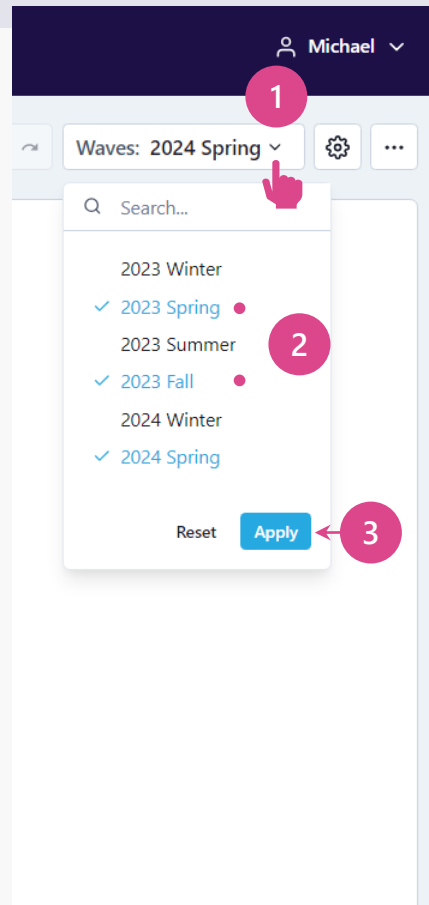 Michael
1
Waves: 2024 Spring
Search...
2023 Winter
2023 Spring
2023 Summer
2
2023 Fall
2024 Winter
2024 Spring
Reset Apply 3